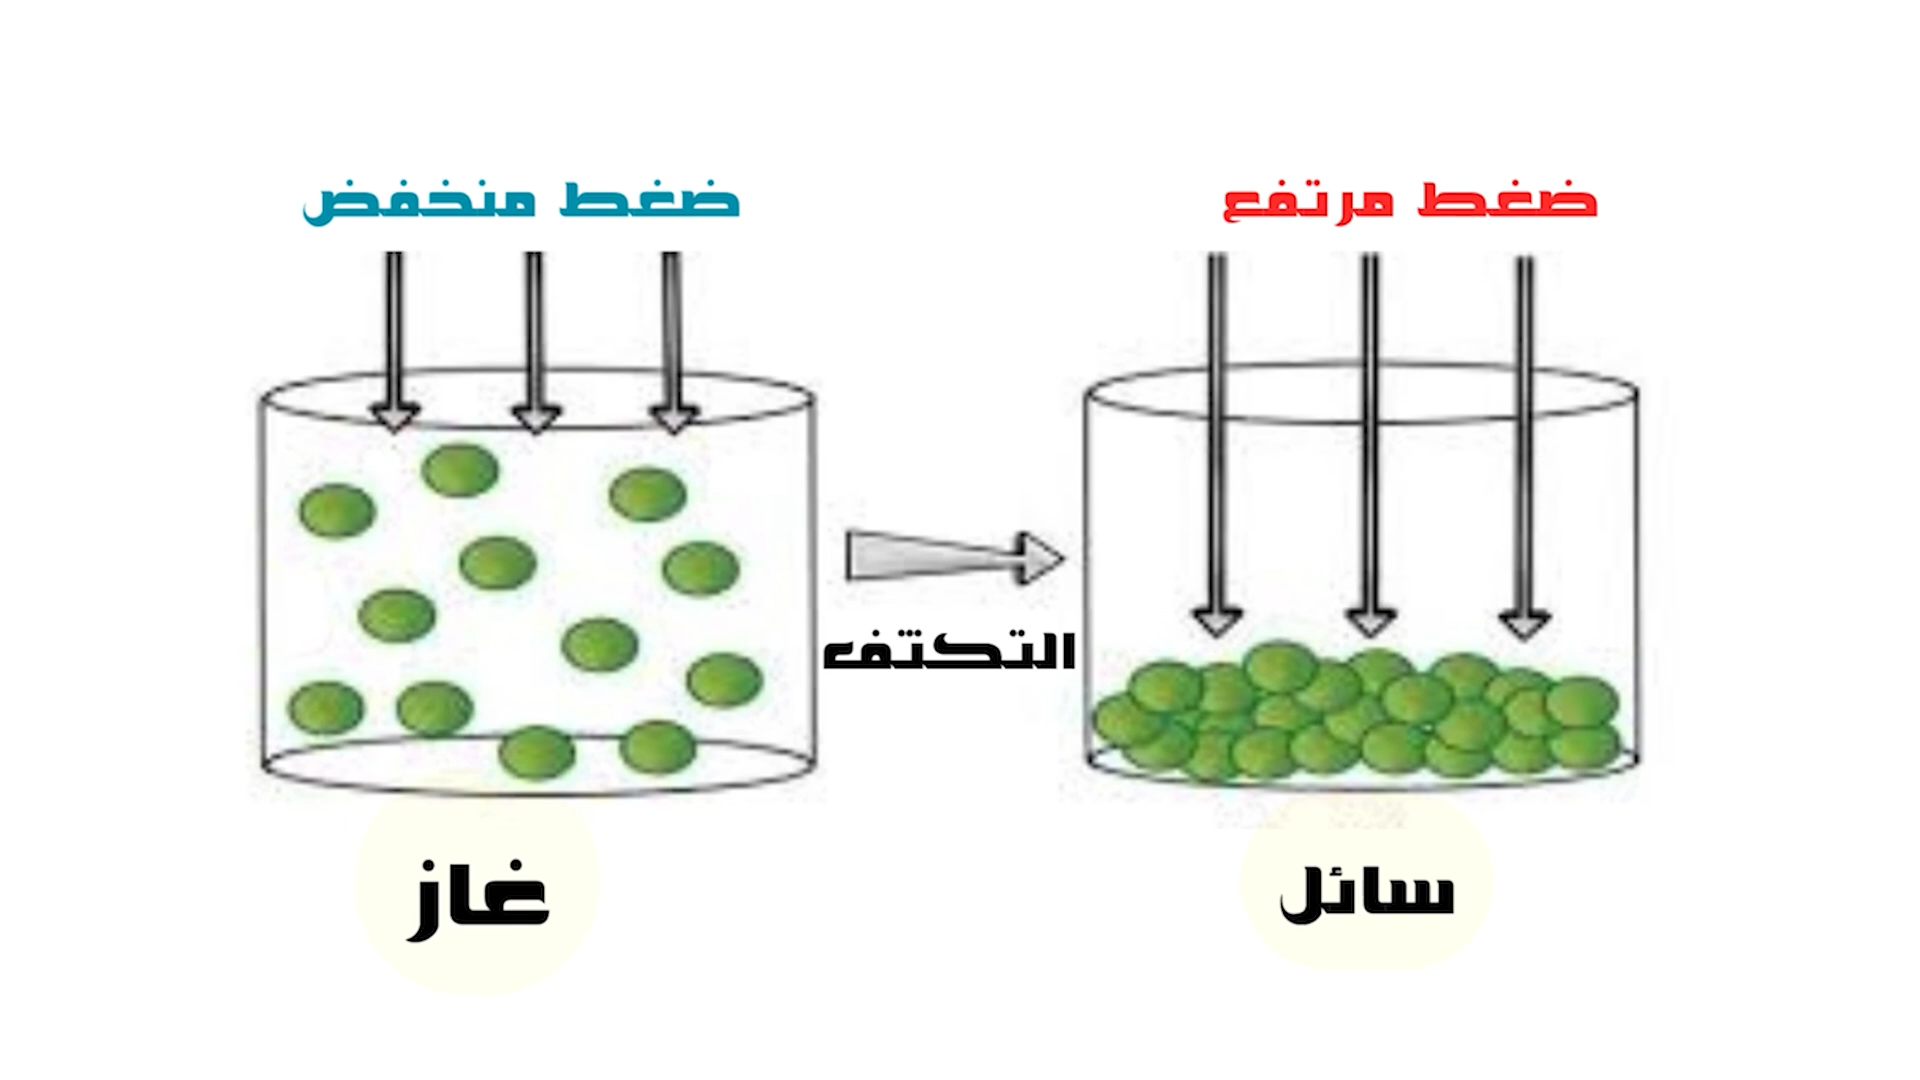 ضغط مرتفع
ضغط منخفض
التكثف
سائل
غاز